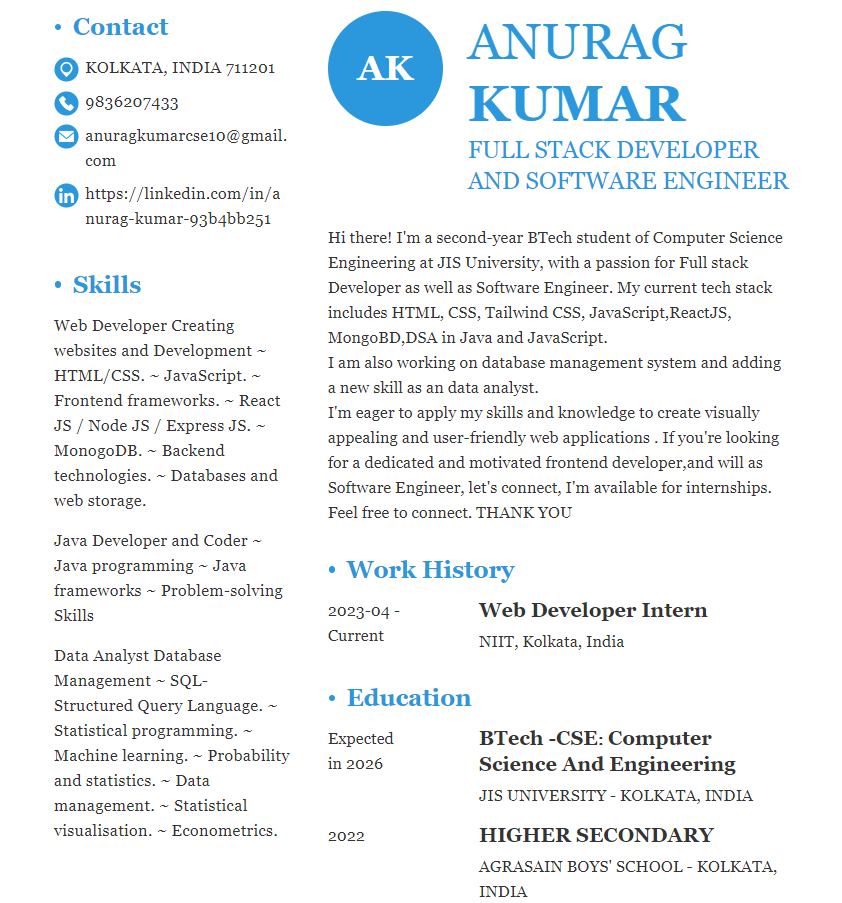 Contact
KOLKATA, INDIA 711201
9836207433
anuragkumarcse10@gmail.
com
in
https://linkedin.com/in/a
nurag-kumar-93b4bb251
Skills
Web Developer Creating
websites and Development ~
HTML/CSS. ~ JavaScript. ~
Frontend frameworks. ~ React
JS / Node JS / Express JS. ~
MonogoDB. ~ Backend
technologies. ~ Databases and
web storage.
Java Developer and Coder ~
Java programming ~ Java
frameworks ~ Problem-solving
Skills
Data Analyst Database
Management ~ SQL-
Structured Query Language. ~
Statistical programming. ~
Machine learning. ~ Probability
and statistics. ~ Data
management. ~ Statistical
visualisation. ~ Econometrics.
AK
ANURAG
KUMAR
FULL STACK DEVELOPER
AND SOFTWARE ENGINEER
Hi there! I'm a second-year BTech student of Computer Science
Engineering at JIS University, with a passion for Full stack
Developer as well as Software Engineer. My current tech stack
includes HTML, CSS, Tailwind CSS, JavaScript,ReactJS,
MongoBD,DSA in Java and JavaScript.
I am also working on database management system and adding
a new skill as an data analyst.
I'm eager to apply my skills and knowledge to create visually
appealing and user-friendly web applications . If you're looking
for a dedicated and motivated frontend developer,and will as
Software Engineer, let's connect, I'm available for internships.
Feel free to connect. THANK YOU
Work History
2023-04 -
Current
Web Developer Intern
NIIT, Kolkata, India
Education
Expected
in 2026
BTech -CSE: Computer
Science And Engineering
JIS UNIVERSITY - KOLKATA, INDIA
2022
HIGHER SECONDARY
AGRASAIN BOYS' SCHOOL - KOLKATA,
INDIA